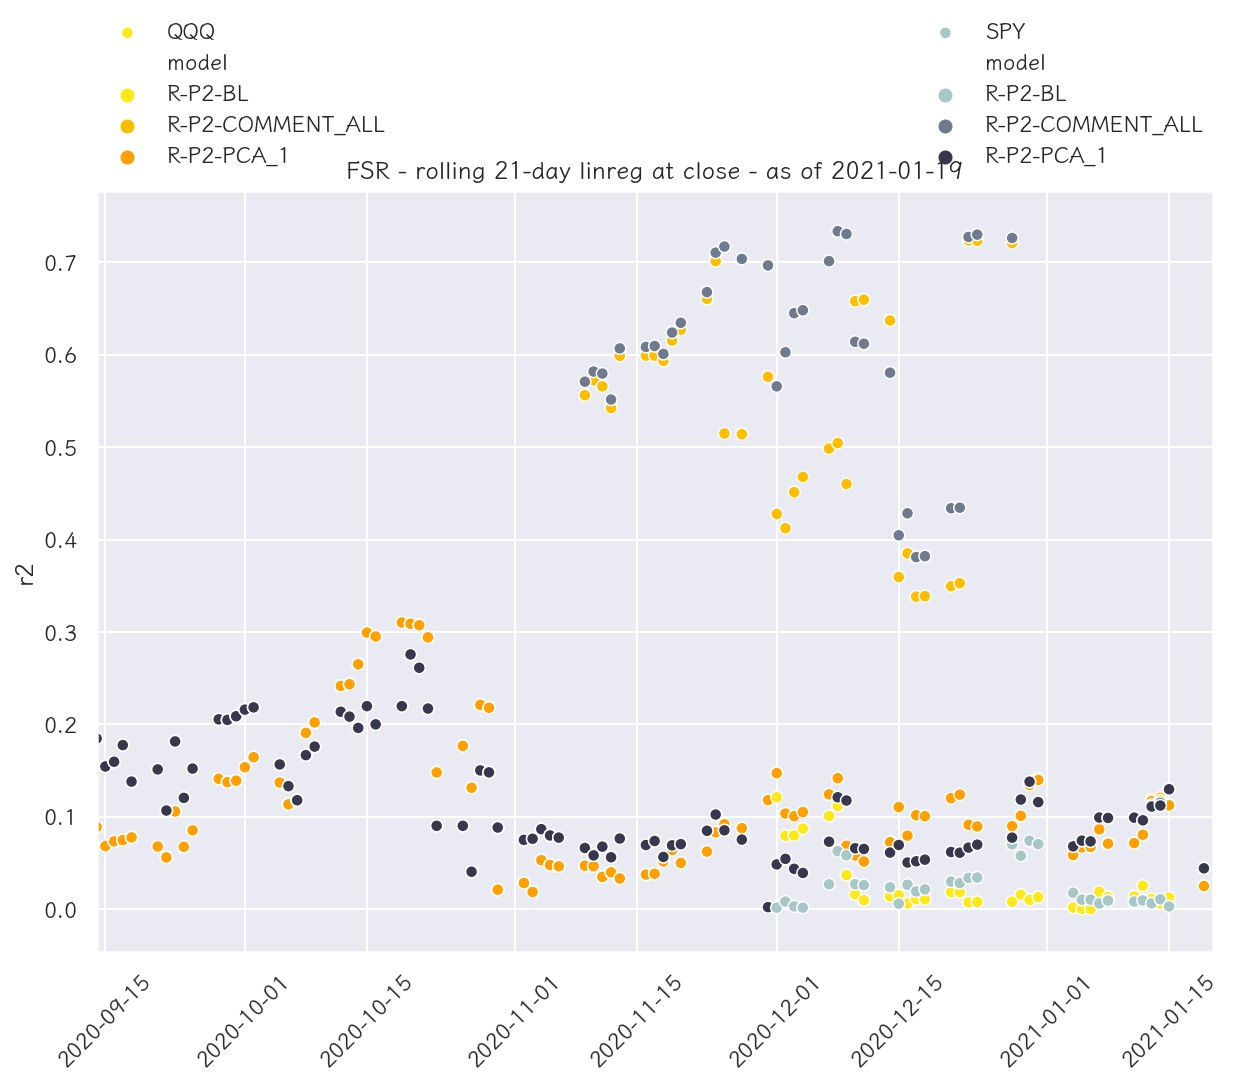 QQQ
model
R-P2-BL
R-P2-COMMENT_ALL
R-P2-PCA_1
SPY
model
R-P2-BL
R-P2-COMMENT_ALL
R-P2-PCA_1
FSR - rolling 21-day linreg at close - as of 2021-01-19
0.7
0.6
0.5
0.4
0.3
0.2
0.1
0.0
r2
2020-09-15
2020-10-01
2020-10-15
2020-11-01
2020-11-15
2020-12-01
2020-12-15
2021-01-01
2021-01-15